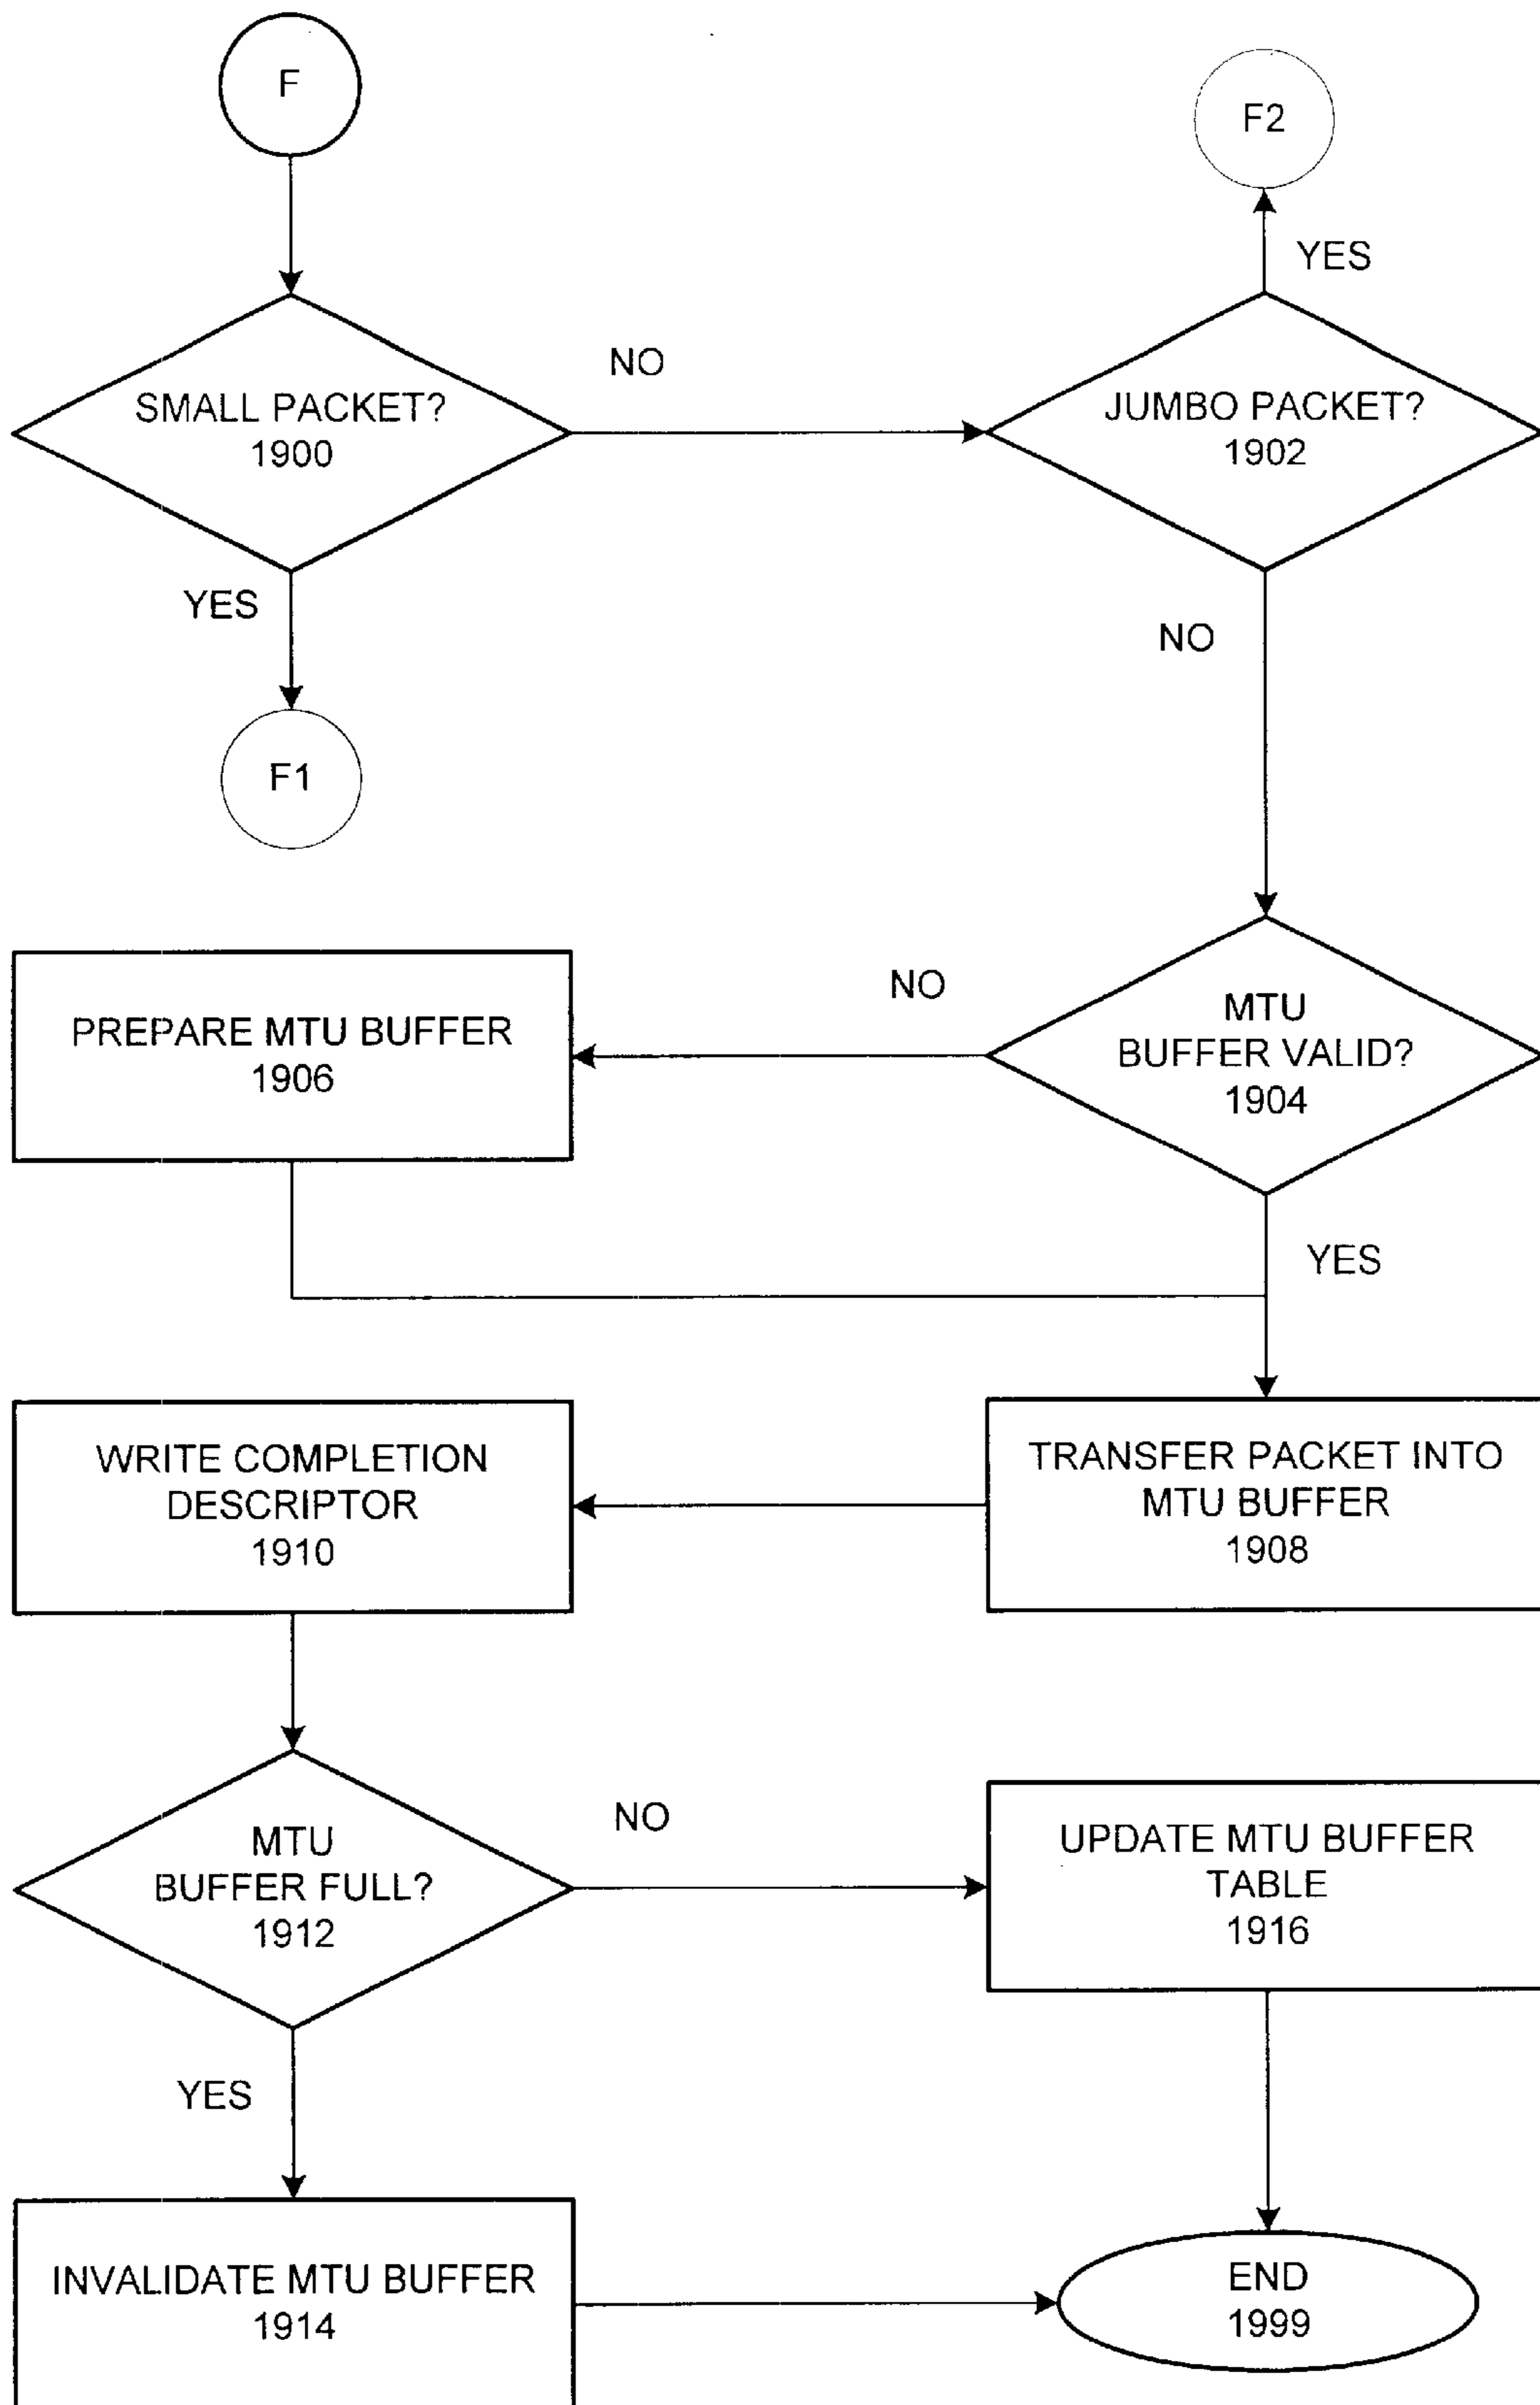 F
F2
YES
SMALL PACKET?
1900
NO
JUMBO PACKET?
1902
YES
NO
F1
PREPARE MTU BUFFER
1906
NO
MTU
BUFFER VALID?
1904
YES
WRITE COMPLETION
DESCRIPTOR
1910
TRANSFER PACKET INTO
MTU BUFFER
1908
MTU
BUFFER FULL?
1912
NO
UPDATE MTU BUFFER
TABLE
1916
YES
INVALIDATE MTU BUFFER
1914
END
1999